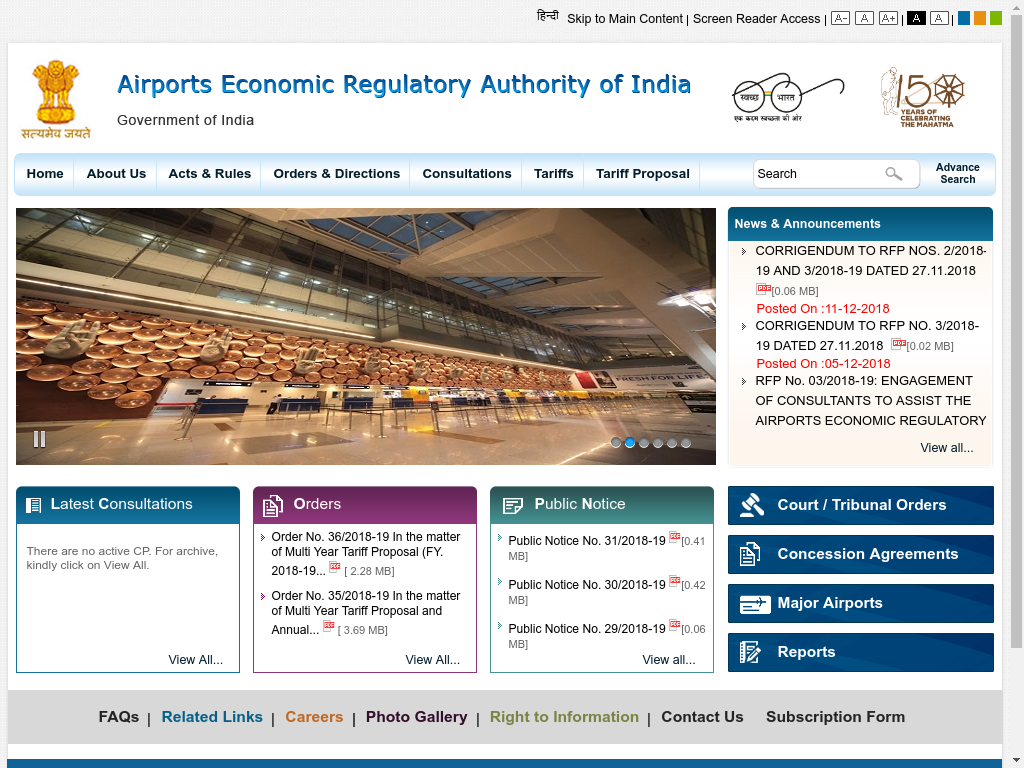 हिन्दी Skip to Main Content | Screen Reader Access | A- A A+ | A A |
Airports Economic Regulatory Authority of India
Government of India
सत्यमेव जयते
स्वच्छ भारत
एक कदम स्वच्छता की ओर
150
YEARS OF
CELEBRATING
THE MAHATMA
Home About Us Acts & Rules Orders & Directions Consultations Tariffs Tariff Proposal Search Advance Search
FRESH FOR LIFE
News & Announcements
CORRIGENDUM TO RFP NOS. 2/2018-
19 AND 3/2018-19 DATED 27.11.2018
[0.06 MB]
Posted On :11-12-2018
CORRIGENDUM TO RFP NO. 3/2018-
19 DATED 27.11.2018 [0.02 MB]
Posted On :05-12-2018
RFP No. 03/2018-19: ENGAGEMENT
OF CONSULTANTS TO ASSIST THE
AIRPORTS ECONOMIC REGULATORY
View all...
Latest Consultations
There are no active CP. For archive,
kindly click on View All.
View All...
Orders
Order No. 36/2018-19 In the matter
of Multi Year Tariff Proposal (FY.
2018-19... [ 2.28 MB]
Order No. 35/2018-19 In the matter
of Multi Year Tariff Proposal and
Annual... [ 3.69 MB]
View All...
Public Notice
Public Notice No. 31/2018-19 [0.41
MB]
Public Notice No. 30/2018-19 [0.42
MB]
Public Notice No. 29/2018-19 [0.06
MB]
View all...
Court / Tribunal Orders
Concession Agreements
Major Airports
Reports
FAQs | Related Links | Careers | Photo Gallery | Right to Information | Contact Us Subscription Form